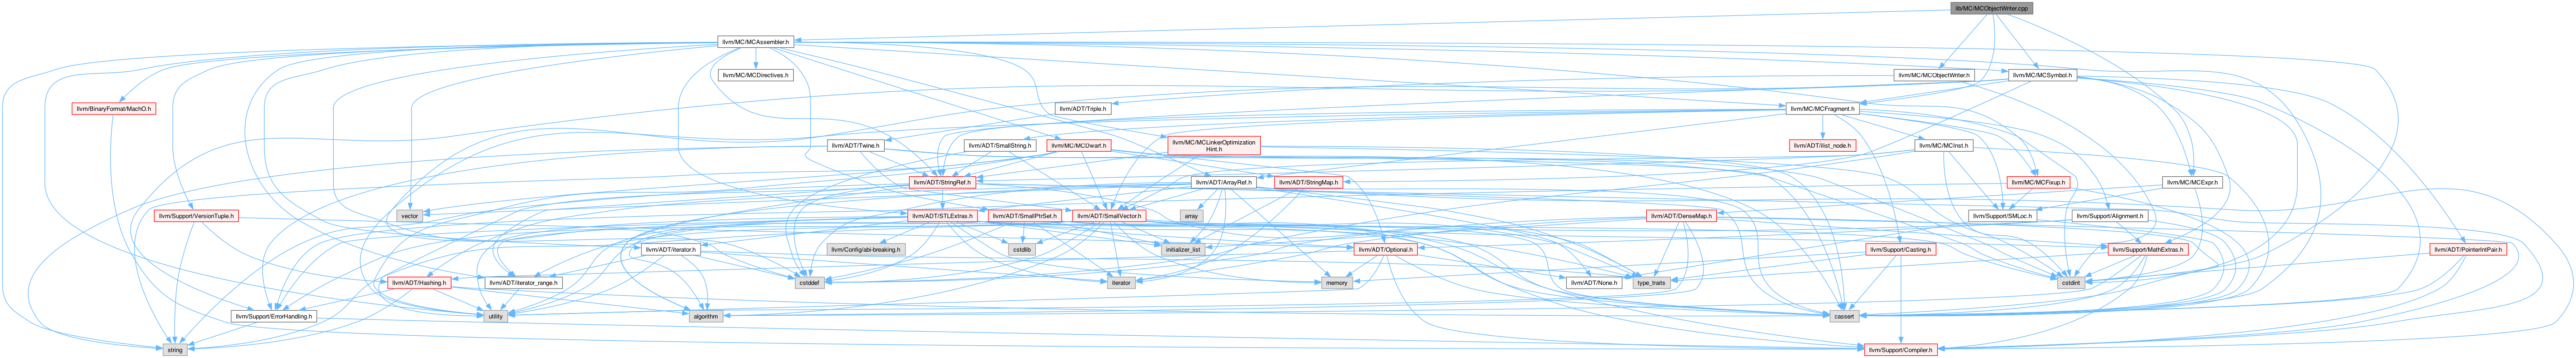 lib/MC/MCObjectWriter.cpp
llvm/MC/MCAssembler.h
llvm/MC/MCDirectives.h
llvm/MC/MCObjectWriter.h
llvm/MC/MCSymbol.h
llvm/BinaryFormat/MachO.h
llvm/ADT/Triple.h
llvm/MC/MCFragment.h
llvm/ADT/Twine.h
llvm/ADT/SmallString.h
llvm/MC/MCDwarf.h
llvm/MC/MCLinkerOptimization
Hint.h
llvm/ADT/ilist_node.h
llvm/MC/MCInst.h
llvm/ADT/StringRef.h
llvm/ADT/ArrayRef.h
llvm/ADT/StringMap.h
llvm/MC/MCFixup.h
llvm/MC/MCExpr.h
llvm/Support/VersionTuple.h
vector
llvm/ADT/STLExtras.h
llvm/ADT/SmallPtrSet.h
llvm/ADT/SmallVector.h
array
llvm/ADT/DenseMap.h
llvm/Support/SMLoc.h
llvm/Support/Alignment.h
llvm/ADT/iterator.h
llvm/Config/abi-breaking.h
cstdlib
initializer_list
llvm/ADT/Optional.h
llvm/Support/Casting.h
llvm/Support/MathExtras.h
llvm/ADT/PointerIntPair.h
llvm/ADT/Hashing.h
llvm/ADT/iterator_range.h
cstddef
iterator
memory
llvm/ADT/None.h
type_traits
cstdint
llvm/Support/ErrorHandling.h
utility
algorithm
cassert
string
llvm/Support/Compiler.h